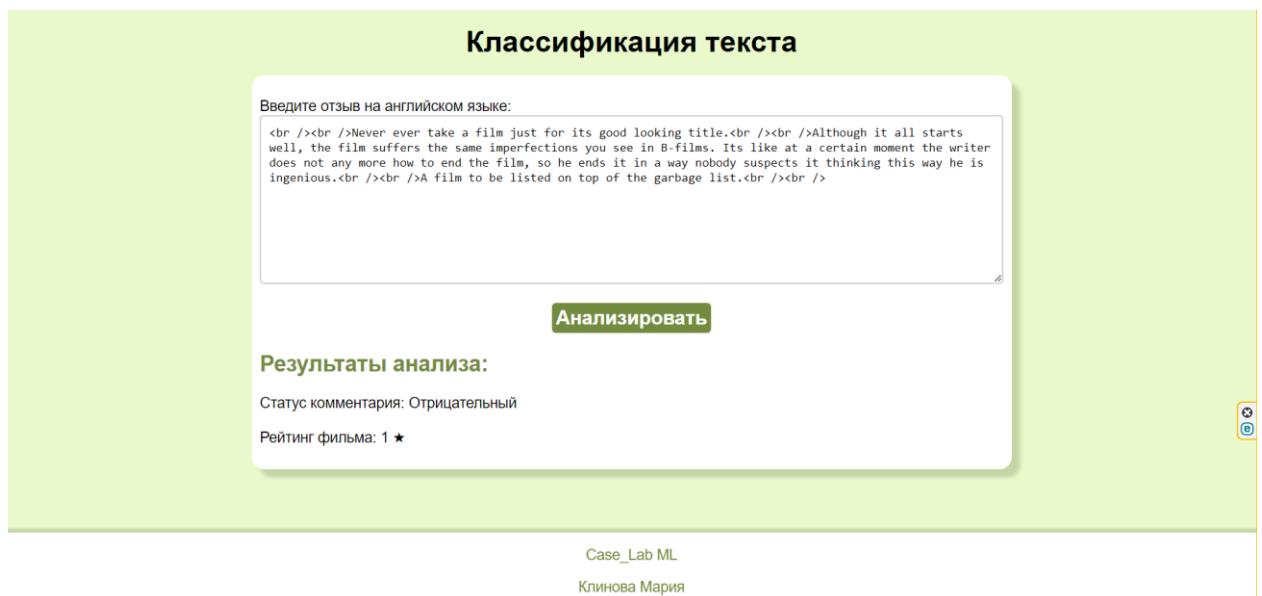 Классификация текста
Введите отзыв на английском языке:
<br /><br />Never ever take a film just for its good looking title.<br /><br />Although it all starts
well, the film suffers the same imperfections you see in B-films. Its like at a certain moment the writer
does not any more how to end the film, so he ends it in a way nobody suspects it thinking this way he is
ingenious.<br /><br />A film to be listed on top of the garbage list.<br /><br />
Анализировать
Результаты анализа:
Статус комментария: Отрицательный
Рейтинг фильма: 1 ★
Case_Lab ML
Клинова Мария